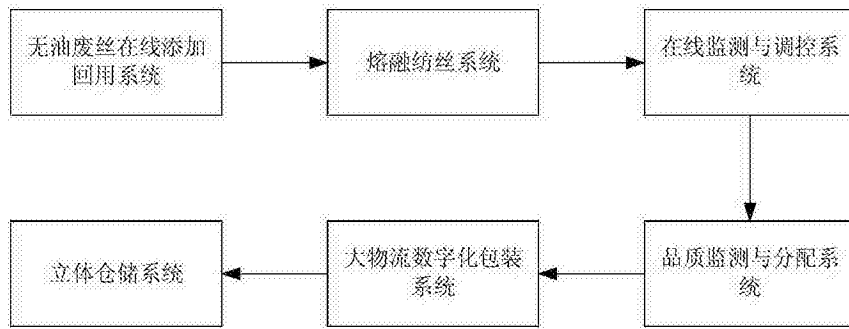 无油废丝在线添加
回用系统
熔融纺丝系统
在线监测与调控系
统
品质监测与分配系
统
大物流数字化包装
系统
立体仓储系统